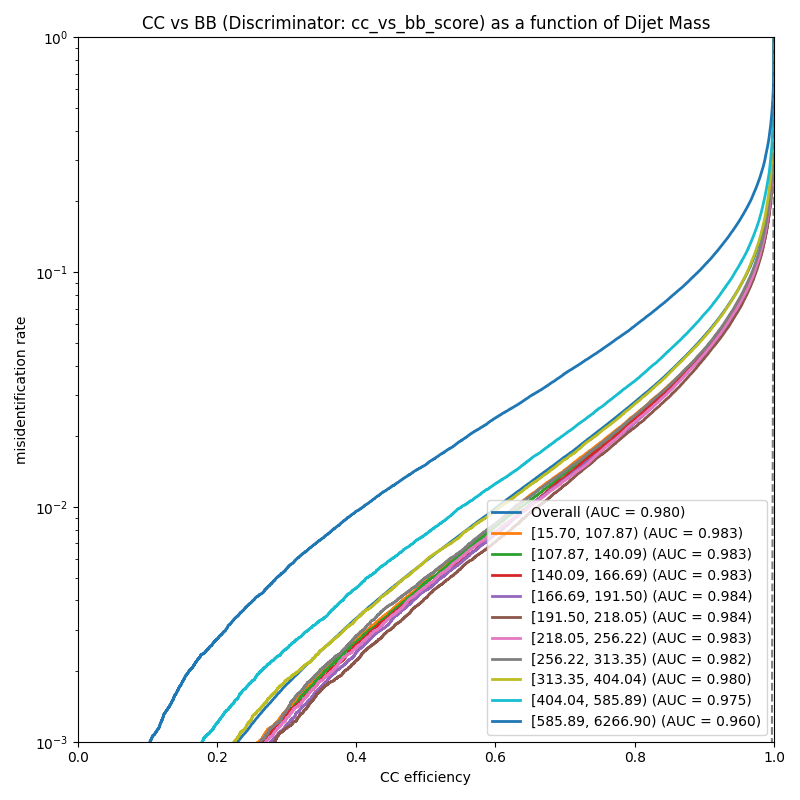 CC vs BB (Discriminator: cc_vs_bb_score) as a function of Dijet Mass
10⁰
10⁻¹
10⁻²
10⁻³
misidentification rate
Overall (AUC = 0.980)
[15.70, 107.87) (AUC = 0.983)
[107.87, 140.09) (AUC = 0.983)
[140.09, 166.69) (AUC = 0.983)
[166.69, 191.50) (AUC = 0.984)
[191.50, 218.05) (AUC = 0.984)
[218.05, 256.22) (AUC = 0.983)
[256.22, 313.35) (AUC = 0.982)
[313.35, 404.04) (AUC = 0.980)
[404.04, 585.89) (AUC = 0.975)
[585.89, 6266.90) (AUC = 0.960)
0.0 0.2 0.4 0.6 0.8 1.0
CC efficiency